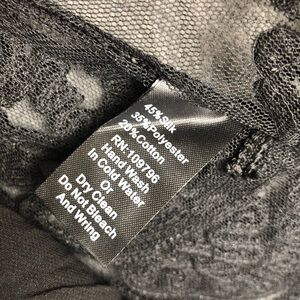 45%Silk
35%Polyester
20%Cotton
RN:109796
Hand Wash
In Cold Water
Or
Dry Clean
Do Not Bleach
And Wring